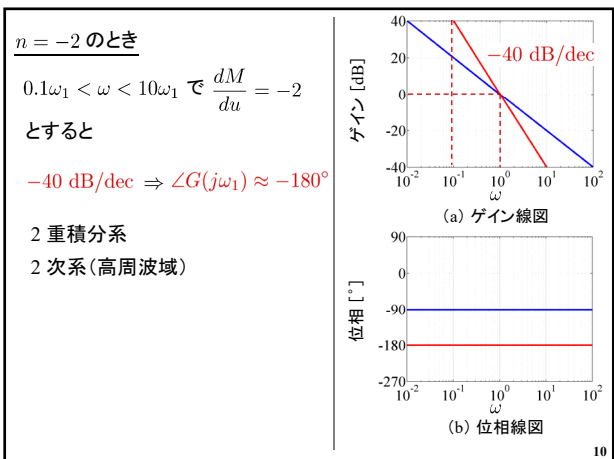 n = −2 のとき
0.1ω₁ < ω < 10ω₁ で dM/du = −2
とすると
−40 dB/dec ⇒ ∠G(jω₁) ≈ −180°
2 重積分系
2 次系(高周波域)
ゲイン [dB]
40
20
0
-20
-40
−40 dB/dec
10⁻² 10⁻¹ 10⁰ 10¹ 10²
ω
(a) ゲイン線図
位相 [°]
90
0
-90
-180
-270
10⁻² 10⁻¹ 10⁰ 10¹ 10²
ω
(b) 位相線図
10